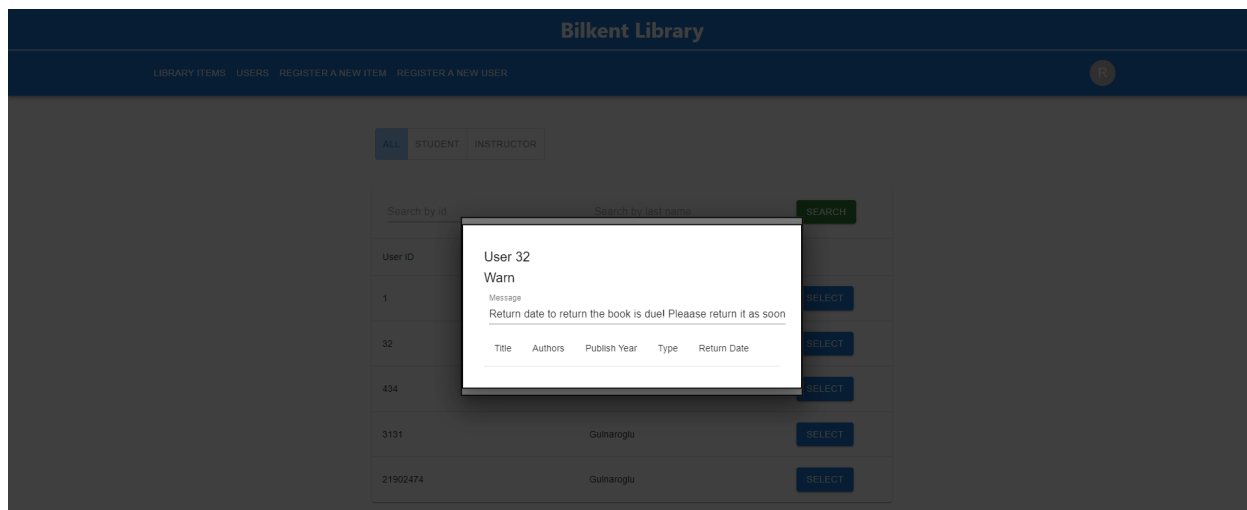 Bilkent Library
LIBRARY ITEMS USERS REGISTER A NEW ITEM REGISTER A NEW USER R
ALL STUDENT INSTRUCTOR
Search by id Search by last name SEARCH
User ID
1 SELECT
32 SELECT
434 SELECT
3131 Gulnaroglu SELECT
21902474 Gulnaroglu SELECT
User 32
Warn
Message
Return date to return the book is due! Pleaase return it as soon
Title Authors Publish Year Type Return Date